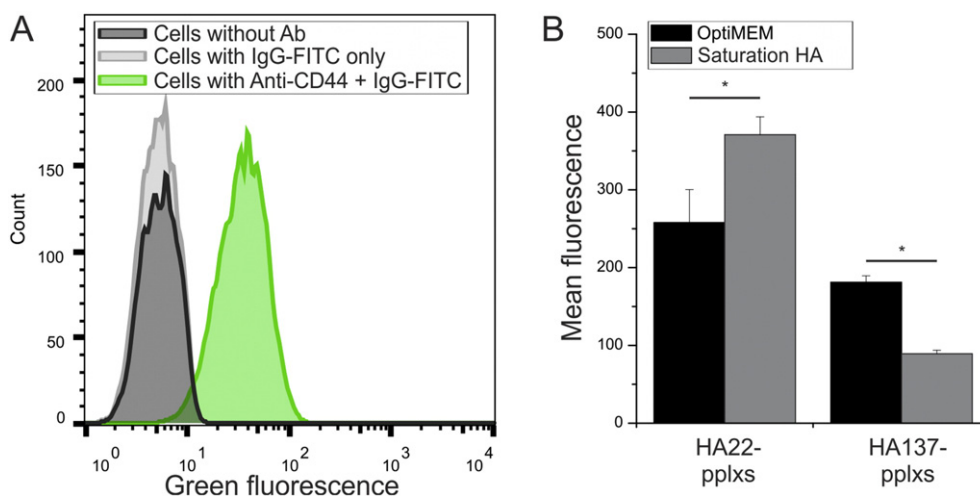 A
Cells without Ab
Cells with IgG-FITC only
Cells with Anti-CD44 + IgG-FITC
Count
200
150
100
50
0
10⁰
10¹
10²
10³
10⁴
Green fluorescence
B
OptiMEM
Saturation HA
Mean fluorescence
500
400
300
200
100
0
*
*
HA22-
pplxs
HA137-
pplxs